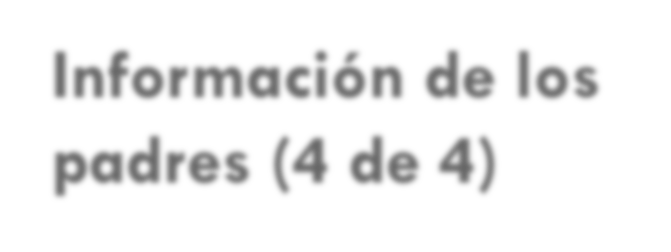 Información de los
padres (4 de 4)